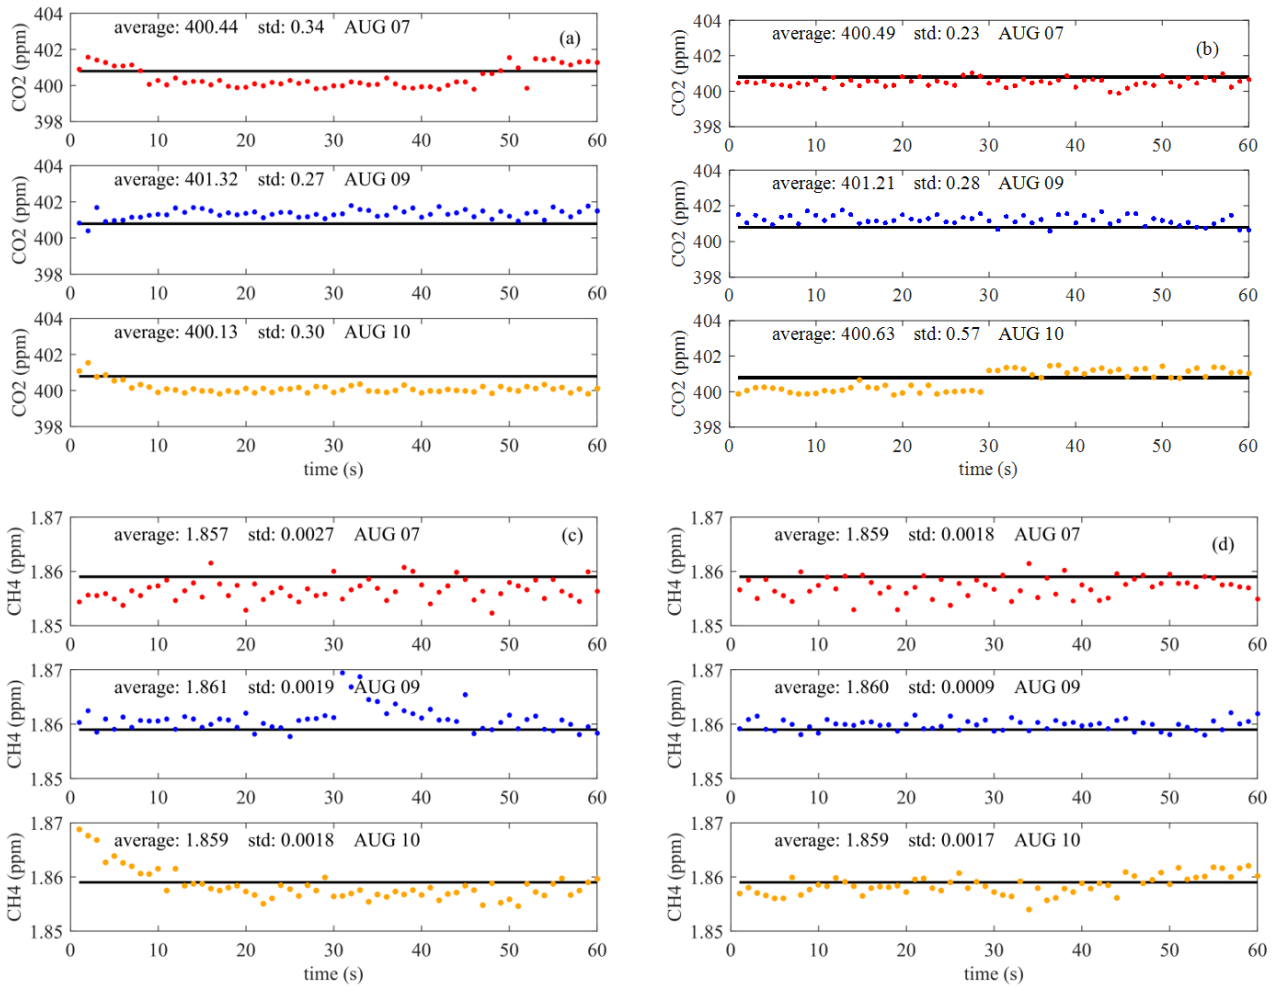 average: 400.44 std: 0.34 AUG 07
(a)
CO2 (ppm)
404
402
400
398
0 10 20 30 40 50 60
average: 401.32 std: 0.27 AUG 09
CO2 (ppm)
404
402
400
398
0 10 20 30 40 50 60
average: 400.13 std: 0.30 AUG 10
CO2 (ppm)
404
402
400
398
0 10 20 30 40 50 60
time (s)
average: 400.49 std: 0.23 AUG 07
(b)
CO2 (ppm)
404
402
400
398
0 10 20 30 40 50 60
average: 401.21 std: 0.28 AUG 09
CO2 (ppm)
404
402
400
398
0 10 20 30 40 50 60
average: 400.63 std: 0.57 AUG 10
CO2 (ppm)
404
402
400
398
0 10 20 30 40 50 60
time (s)
average: 1.857 std: 0.0027 AUG 07
(c)
CH4 (ppm)
1.87
1.86
1.85
0 10 20 30 40 50 60
average: 1.861 std: 0.0019 AUG 09
CH4 (ppm)
1.87
1.86
1.85
0 10 20 30 40 50 60
average: 1.859 std: 0.0018 AUG 10
CH4 (ppm)
1.87
1.86
1.85
0 10 20 30 40 50 60
time (s)
average: 1.859 std: 0.0018 AUG 07
(d)
CH4 (ppm)
1.87
1.86
1.85
0 10 20 30 40 50 60
average: 1.860 std: 0.0009 AUG 09
CH4 (ppm)
1.87
1.86
1.85
0 10 20 30 40 50 60
average: 1.859 std: 0.0017 AUG 10
CH4 (ppm)
1.87
1.86
1.85
0 10 20 30 40 50 60
time (s)